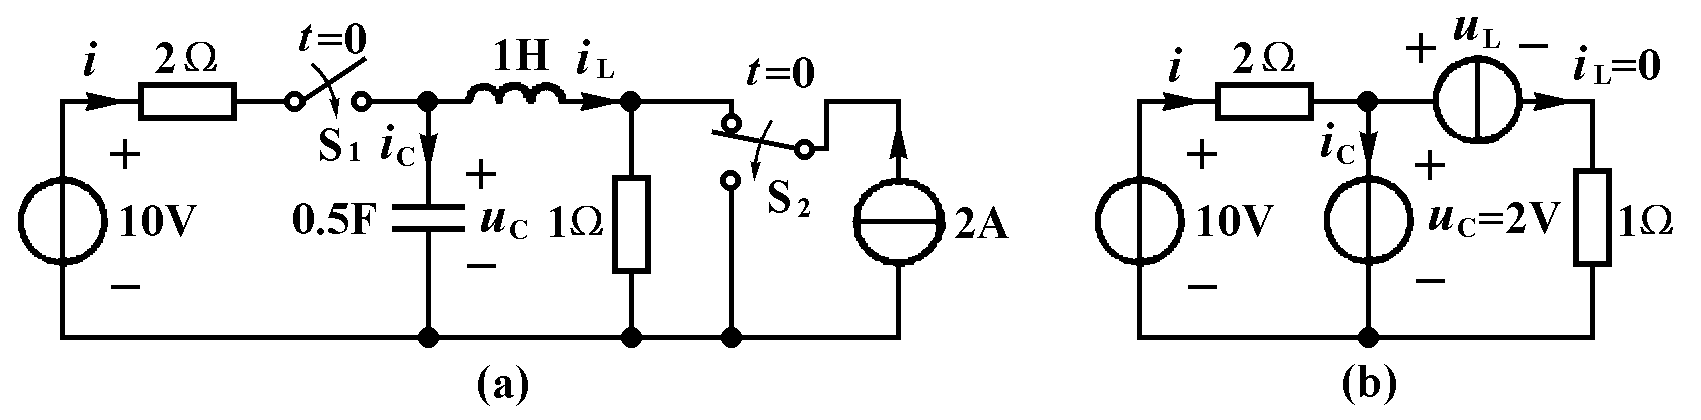 i 2Ω t=0 1H iL t=0
S1 iC
+ + S2
10V 0.5F uC 1Ω 2A
− −
(a)
+ uL −
i 2Ω iL=0
iC
+ +
10V uC=2V 1Ω
− −
(b)